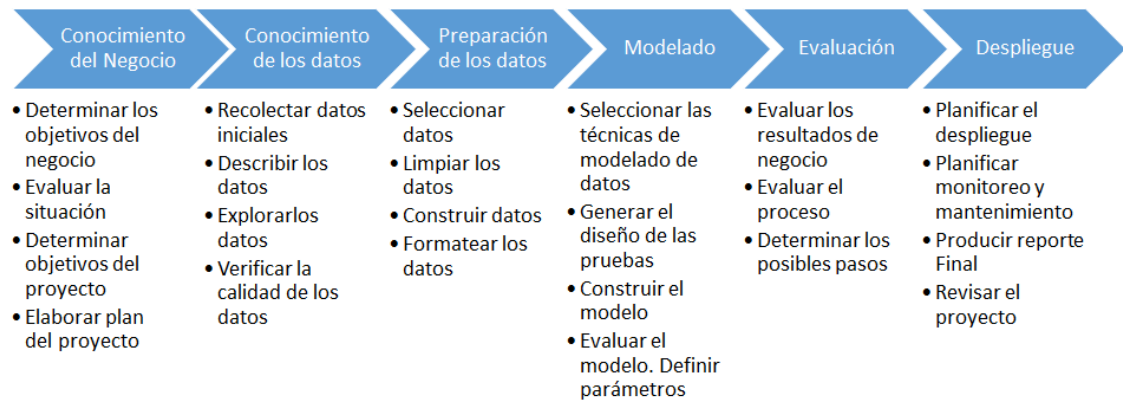 Conocimiento
del Negocio
Conocimiento
de los datos
Preparación
de los datos
Modelado
Evaluación
Despliegue
• Determinar los
objetivos del
negocio
• Evaluar la
situación
• Determinar
objetivos del
proyecto
• Elaborar plan
del proyecto
• Recolectar datos
iniciales
• Describir los
datos
• Explorarlos
datos
• Verificar la
calidad de los
datos
• Seleccionar
datos
• Limpiar los
datos
• Construir datos
• Formatear los
datos
• Seleccionar las
técnicas de
modelado de
datos
• Generar el
diseño de las
pruebas
• Construir el
modelo
• Evaluar el
modelo. Definir
parámetros
• Evaluar los
resultados de
negocio
• Evaluar el
proceso
• Determinar los
posibles pasos
• Planificar el
despliegue
• Planificar
monitoreo y
mantenimiento
• Producir reporte
Final
• Revisar el
proyecto